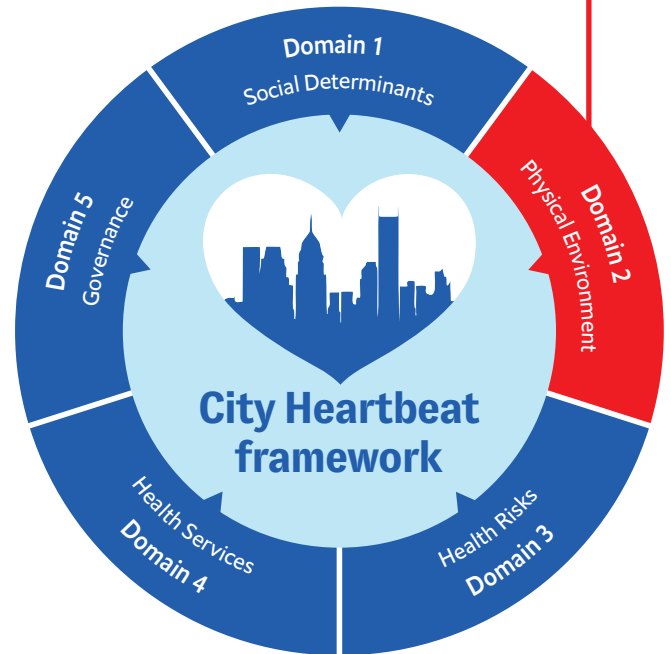 Domain 1
Social Determinants
Domain 2
Physical Environment
Domain 3
Health Risks
Domain 4
Health Services
Domain 5
Governance
City Heartbeat
framework